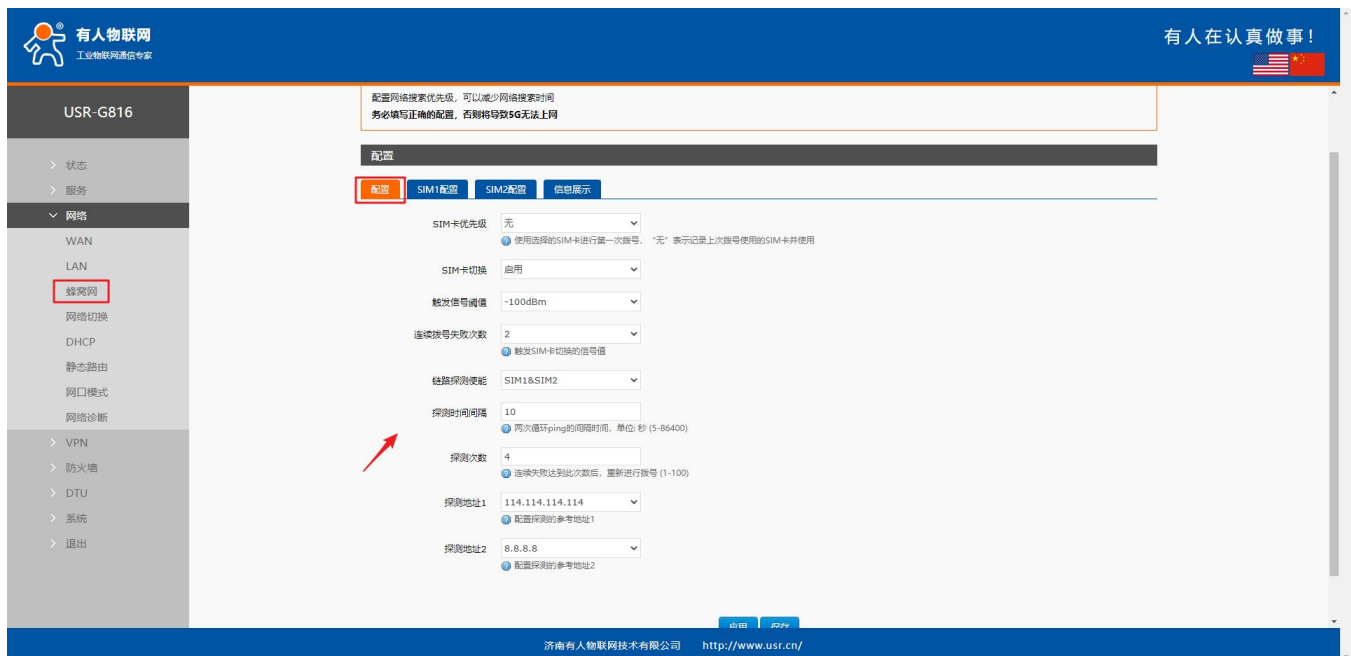 有人物联网
®
工业物联网通信专家
有人在认真做事!
USR-G816
状态
服务
网络
WAN
LAN
蜂窝网
网络切换
DHCP
静态路由
网口模式
网络诊断
VPN
防火墙
DTU
系统
退出
配置网络搜索优先级，可以减少网络搜索时间
务必填写正确的配置，否则将导致5G无法上网
配置
配置 SIM1配置 SIM2配置 信息展示
SIM卡优先级 无
使用选择的SIM卡进行第一次拨号，“无”表示记录上次拨号使用的SIM卡并使用
SIM卡切换 启用
触发信号阈值 -100dBm
连续拨号失败次数 2
触发SIM卡切换的信号值
链路探测使能 SIM1&SIM2
探测时间间隔 10
两次循环ping的间隔时间，单位: 秒 (5-86400)
探测次数 4
连续失败达到此次数后，重新进行拨号 (1-100)
探测地址1 114.114.114.114
配置探测的参考地址1
探测地址2 8.8.8.8
配置探测的参考地址2
应用 保存
济南有人物联网技术有限公司 http://www.usr.cn/